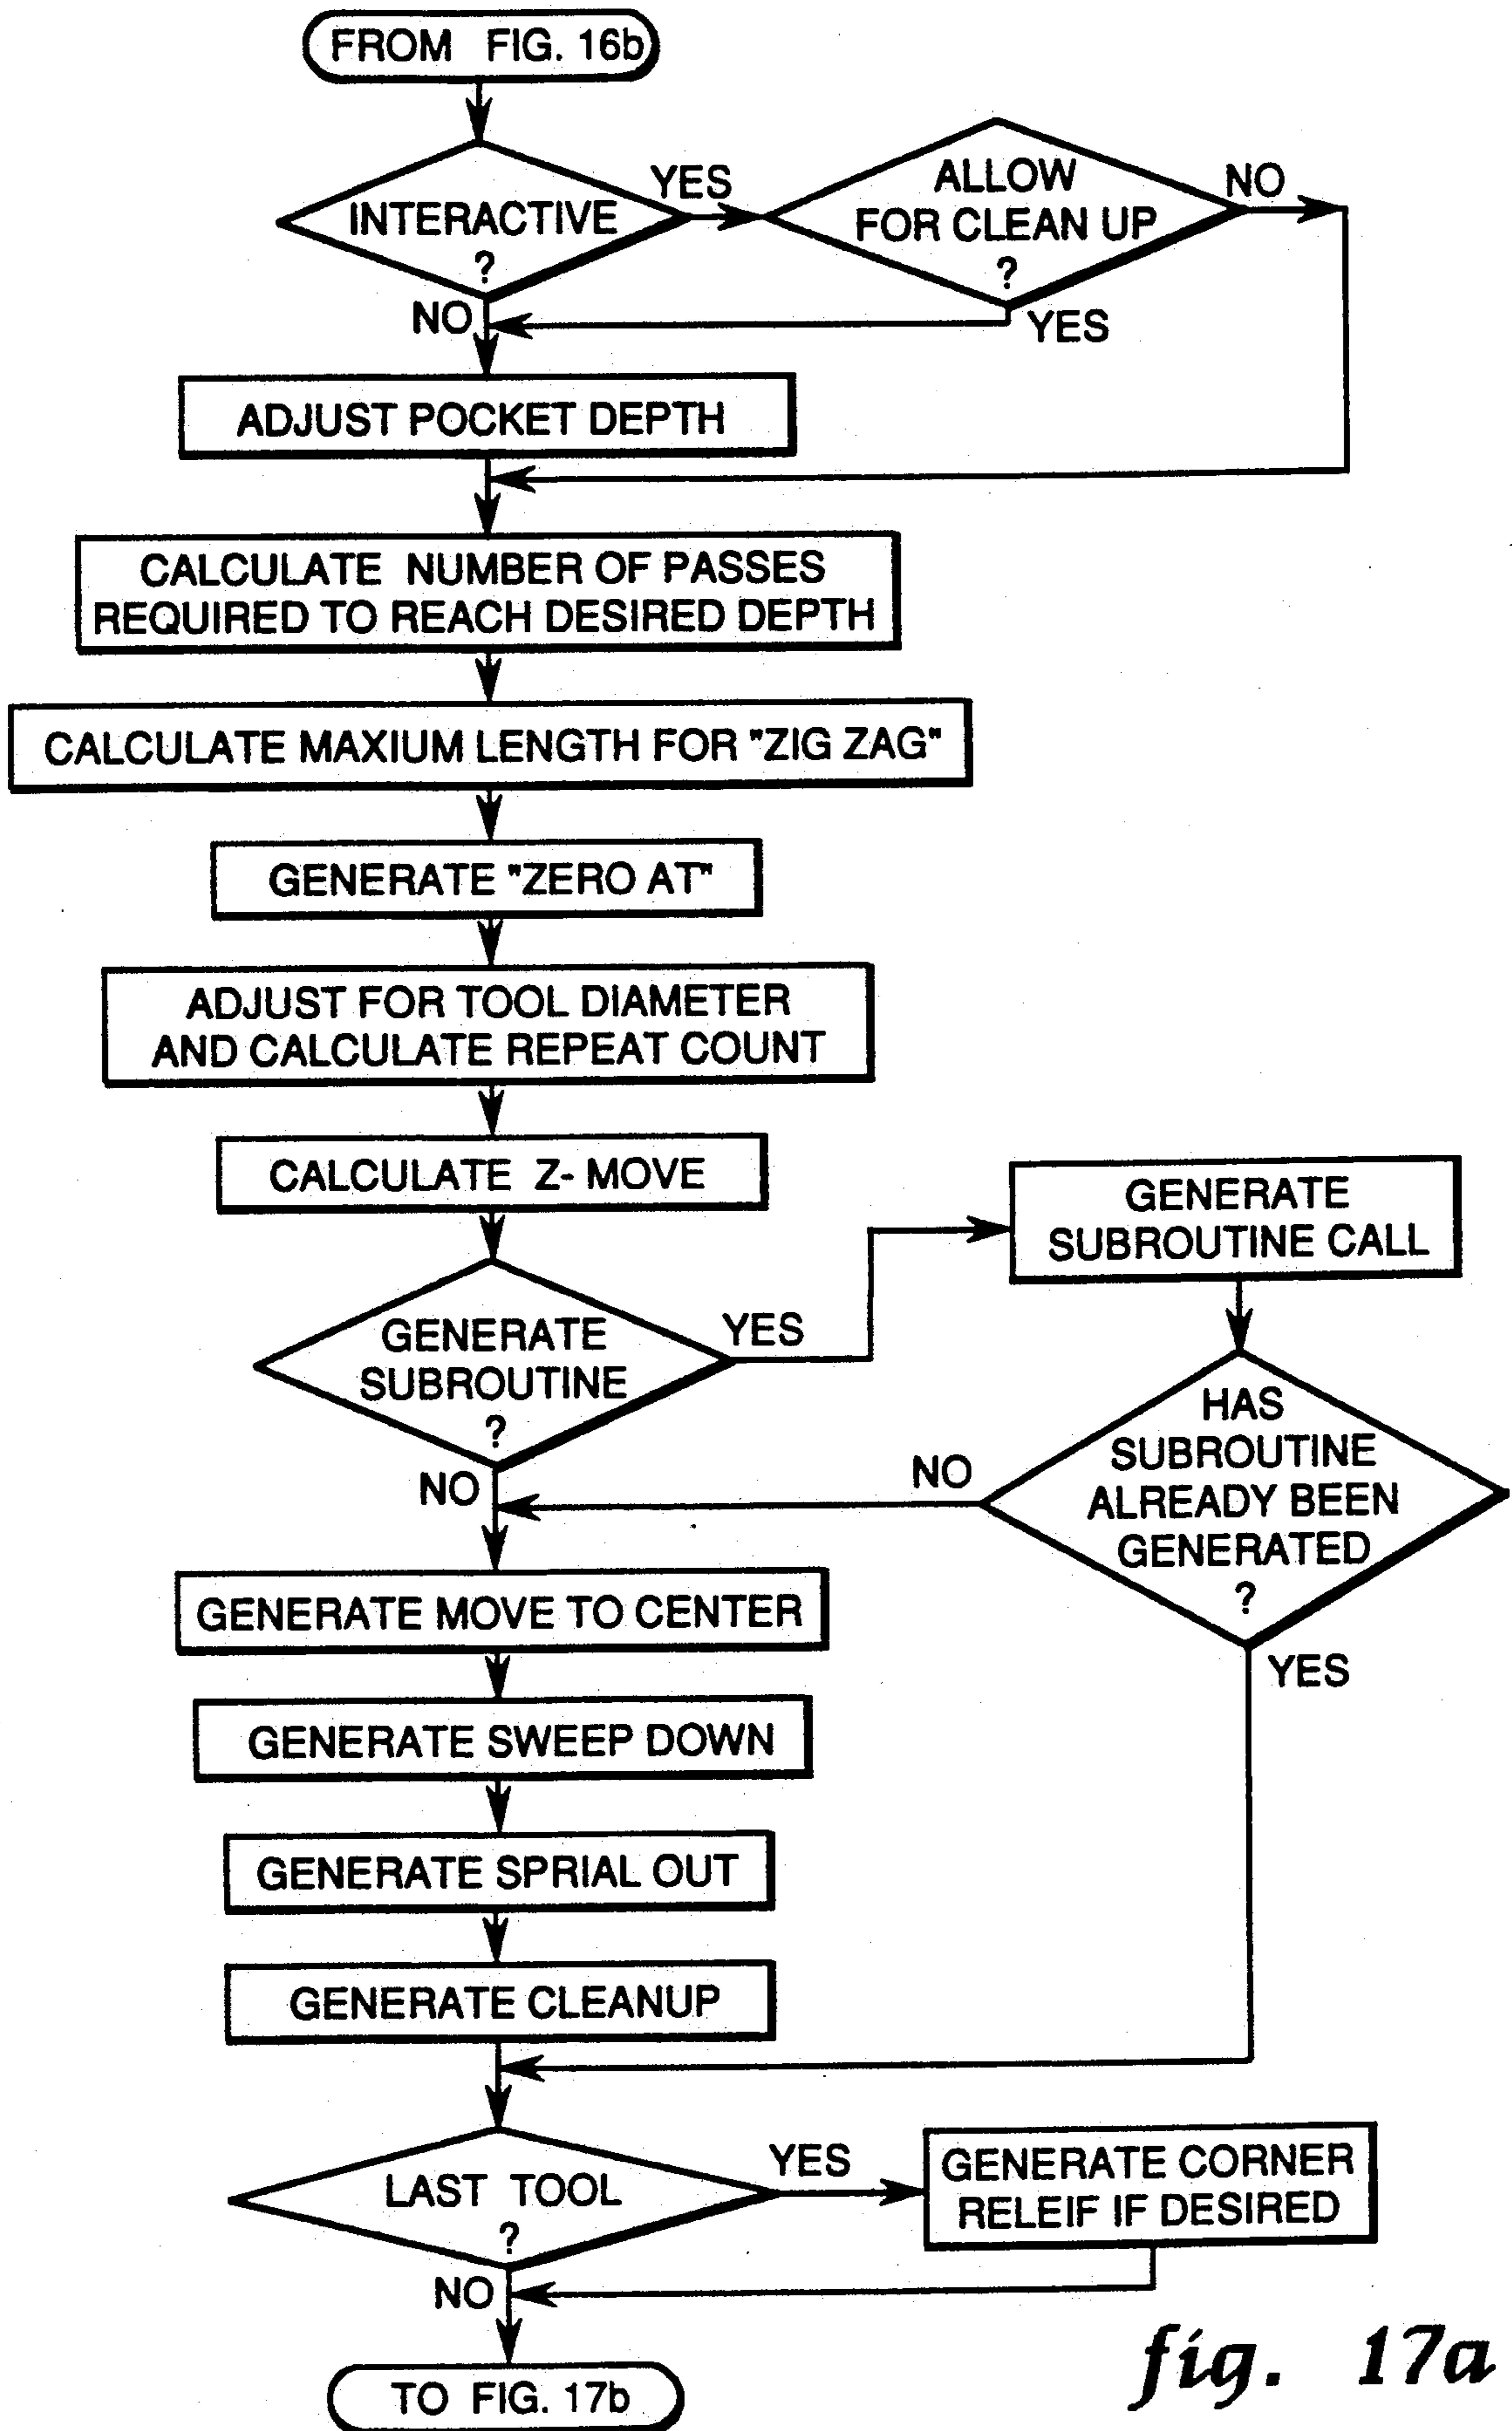 FROM FIG. 16b
INTERACTIVE
?
YES
ALLOW
FOR CLEAN UP
?
NO
NO
YES
ADJUST POCKET DEPTH
CALCULATE NUMBER OF PASSES
REQUIRED TO REACH DESIRED DEPTH
CALCULATE MAXIUM LENGTH FOR "ZIG ZAG"
GENERATE "ZERO AT"
ADJUST FOR TOOL DIAMETER
AND CALCULATE REPEAT COUNT
CALCULATE Z- MOVE
GENERATE
SUBROUTINE
?
YES
GENERATE
SUBROUTINE CALL
HAS
SUBROUTINE
ALREADY BEEN
GENERATED
?
NO
NO
YES
GENERATE MOVE TO CENTER
GENERATE SWEEP DOWN
GENERATE SPRIAL OUT
GENERATE CLEANUP
LAST TOOL
?
YES
GENERATE CORNER
RELEIF IF DESIRED
NO
TO FIG. 17b
fig. 17a